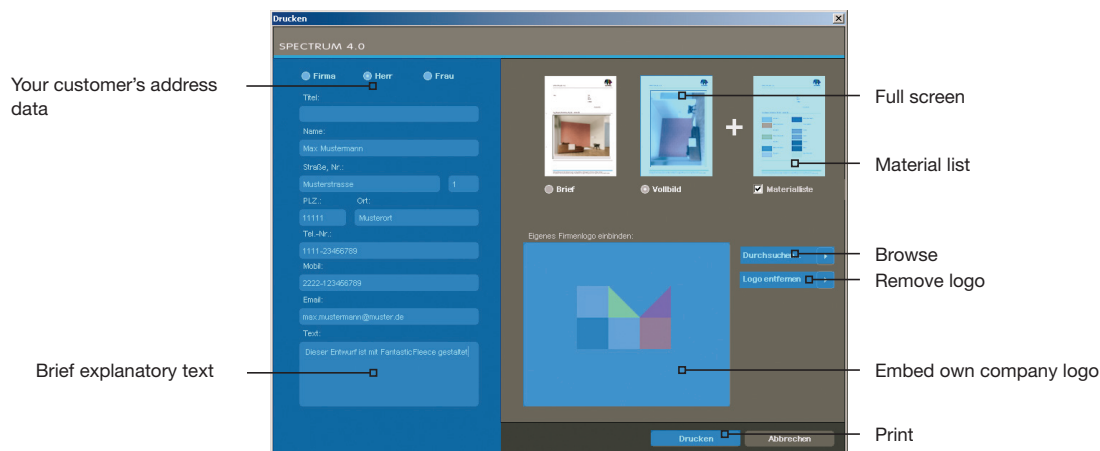 Drucken
SPECTRUM 4.0
Firma Herr Frau
Your customer's address
data
Titel:
Name:
Max Mustermann
Straße, Nr.:
Musterstrasse 1
PLZ.: Ort:
11111 Musterort
Tel.-Nr.:
1111-23456789
Mobil:
2222-123456789
Email:
max.mustermann@muster.de
Text:
Dieser Entwurf ist mit FantasticFleece gestaltet
Brief explanatory text
Full screen
+
Material list
Brief Vollbild Materialliste
Eigenes Firmenlogo einbinden:
Browse
Logo entfernen
Remove logo
Embed own company logo
Drucken Abbrechen
Print